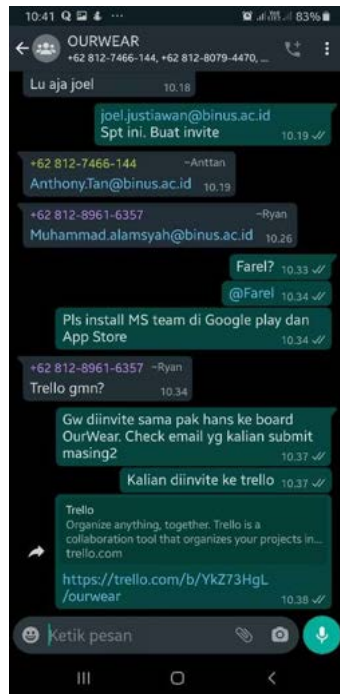 10:41
83%
OURWEAR
+62 812-7466-144, +62 812-8079-4470, ...
Lu aja joel
10.18
joel.justiawan@binus.ac.id
Spt ini. Buat invite
10.19
+62 812-7466-144 ~Anttan
Anthony.Tan@binus.ac.id 10.19
+62 812-8961-6357 ~Ryan
Muhammad.alamsyah@binus.ac.id 10.26
Farel? 10.33
@Farel 10.34
Pls install MS team di Google play dan
App Store
10.34
+62 812-8961-6357 ~Ryan
Trello gmn?
10.34
Gw diinvite sama pak hans ke board
OurWear. Check email yg kalian submit
masing2
10.37
Kalian diinvite ke trello 10.37
Trello
Organize anything, together. Trello is a
collaboration tool that organizes your projects in...
trello.com
https://trello.com/b/YkZ73HgL
/ourwear
10.38
Ketik pesan